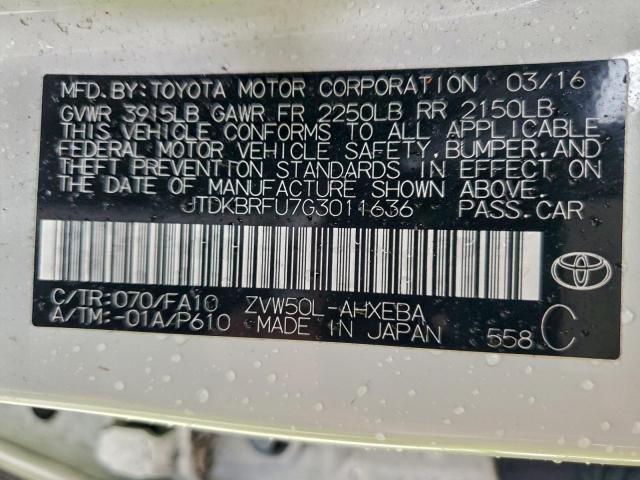 MFD. BY: TOYOTA MOTOR CORPORATION 03/16
GVWR 3915LB GAWR FR 2250LB RR 2150LB
THIS VEHICLE CONFORMS TO ALL APPLICABLE
FEDERAL MOTOR VEHICLE SAFETY, BUMPER, AND
THEFT PREVENTION STANDARDS IN EFFECT ON
THE DATE OF MANUFACTURE SHOWN ABOVE.
JTDKBRFU7G3011636 PASS. CAR
C/TR: 070/FA10 ZVW50L-AHXEBA
A/TM: -01A/P610 MADE IN JAPAN 558 C